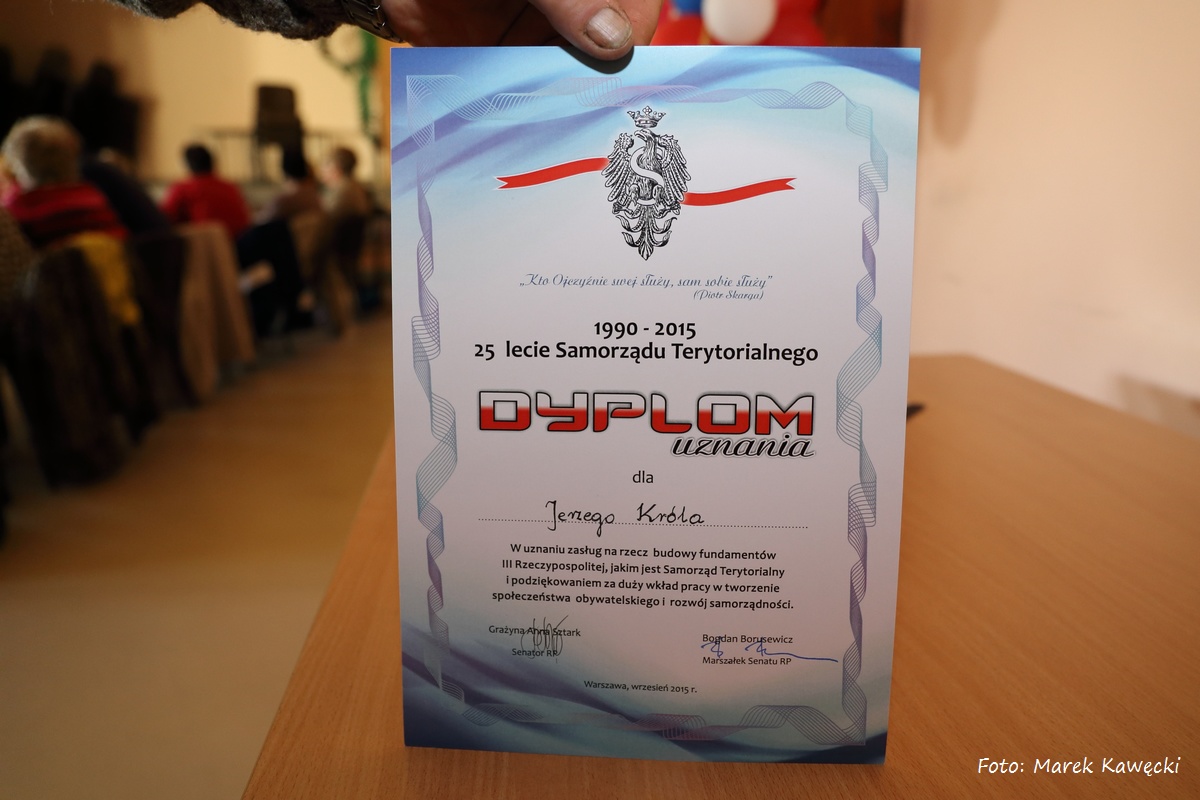 „Kto Ojczyźnie swej służy, sam sobie służy”
(Piotr Skarga)
1990 - 2015
25 lecie Samorządu Terytorialnego
DYPLOM
uznania
dla
Jerzego Króla
W uznaniu zasług na rzecz budowy fundamentów
III Rzeczypospolitej, jakim jest Samorząd Terytorialny
i podziękowaniem za duży wkład pracy w tworzenie
społeczeństwa obywatelskiego i rozwój samorządności.
Grażyna Anna Sztark
Senator RP
Bogdan Borusewicz
Marszałek Senatu RP
Warszawa, wrzesień 2015 r.
Foto: Marek Kawęcki